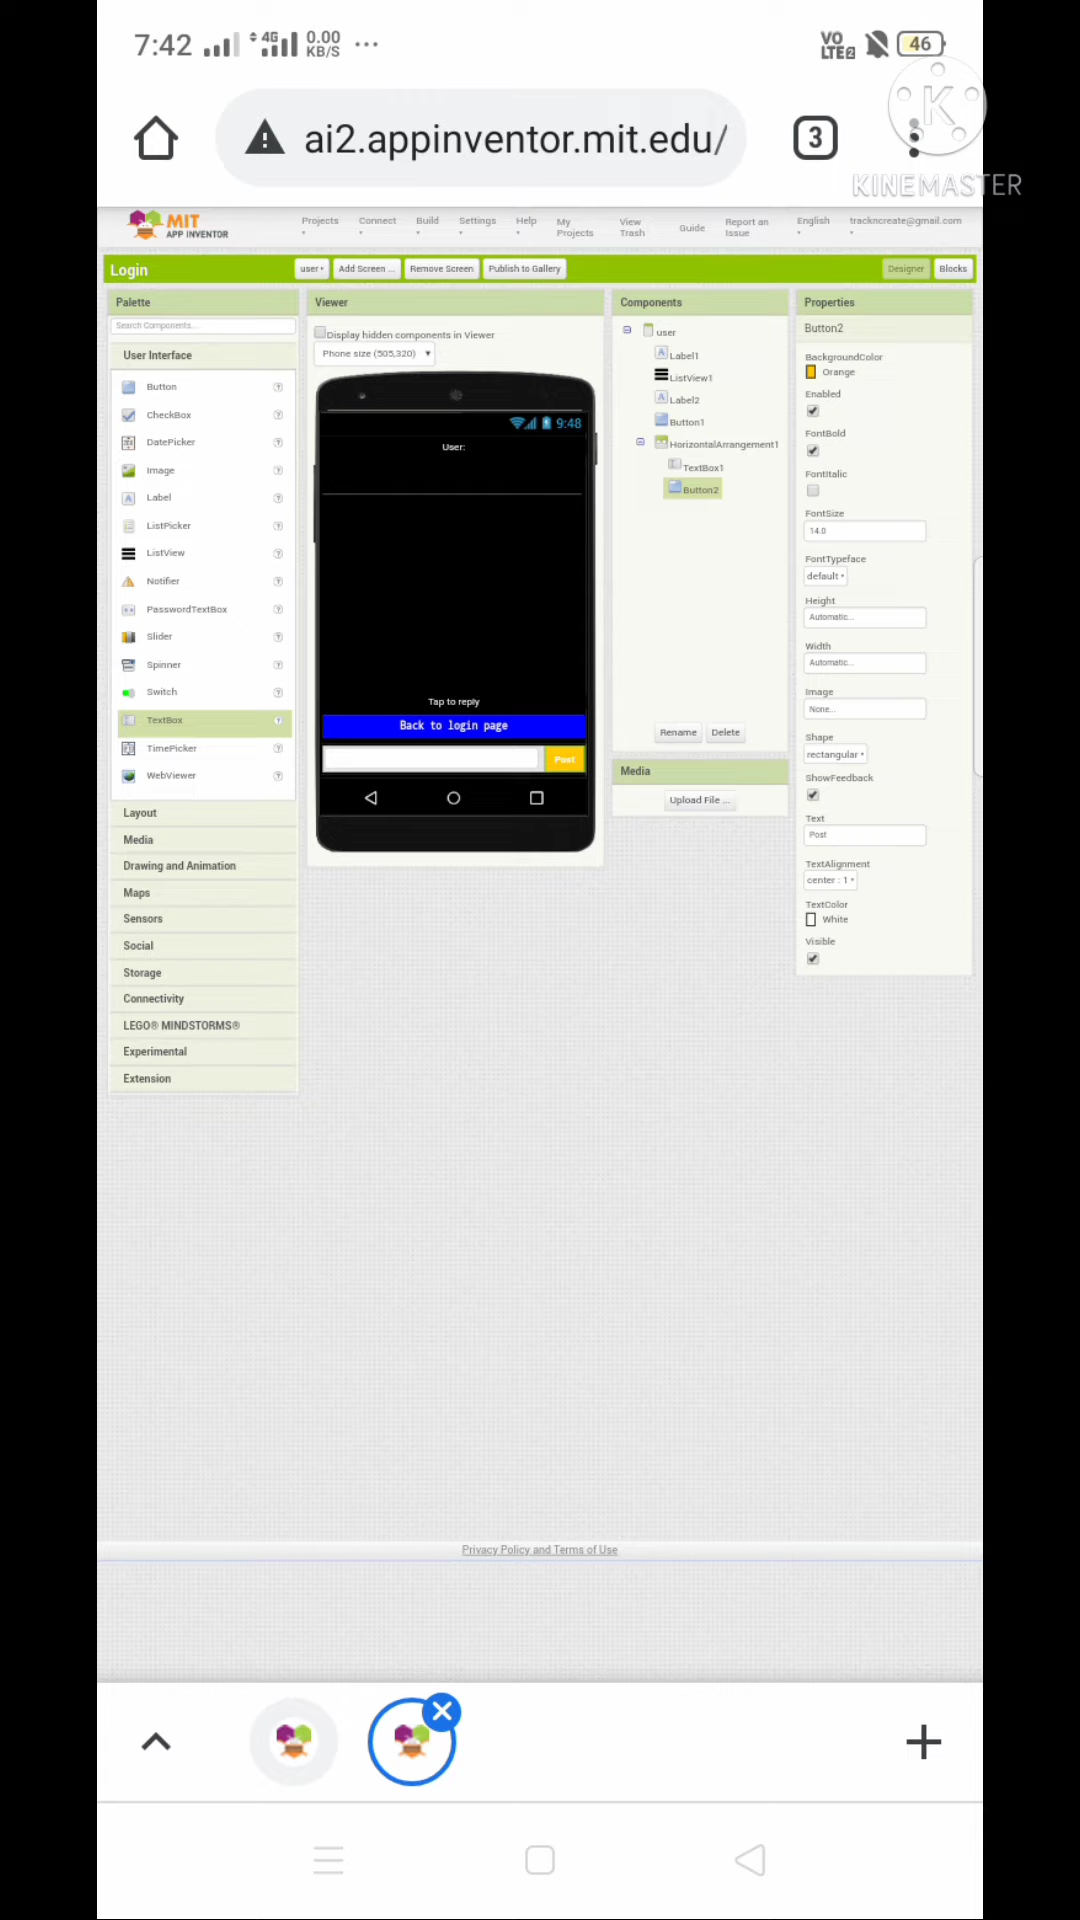 7:42 4G 0.00 KB/S ... VO LTE2 46
ai2.appinventor.mit.edu/ 3
K
KINEMASTER
MIT APP INVENTOR
Projects Connect Build Settings Help My Projects View Trash Guide Report an Issue English trackncreate@gmail.com
Login user Add Screen ... Remove Screen Publish to Gallery Designer Blocks
Palette
Search Components...
User Interface
Button
CheckBox
DatePicker
Image
Label
ListPicker
ListView
Notifier
PasswordTextBox
Slider
Spinner
Switch
TextBox
TimePicker
WebViewer
Layout
Media
Drawing and Animation
Maps
Sensors
Social
Storage
Connectivity
LEGO® MINDSTORMS®
Experimental
Extension
Viewer
Display hidden components in Viewer
Phone size (505,320)
9:48
User:
Tap to reply
Back to login page
Post
Components
user
Label1
ListView1
Label2
Button1
HorizontalArrangement1
TextBox1
Button2
Rename Delete
Media
Upload File ...
Properties
Button2
BackgroundColor
Orange
Enabled
FontBold
FontItalic
FontSize
14.0
FontTypeface
default
Height
Automatic...
Width
Automatic...
Image
None...
Shape
rectangular
ShowFeedback
Text
Post
TextAlignment
center : 1
TextColor
White
Visible
Privacy Policy and Terms of Use